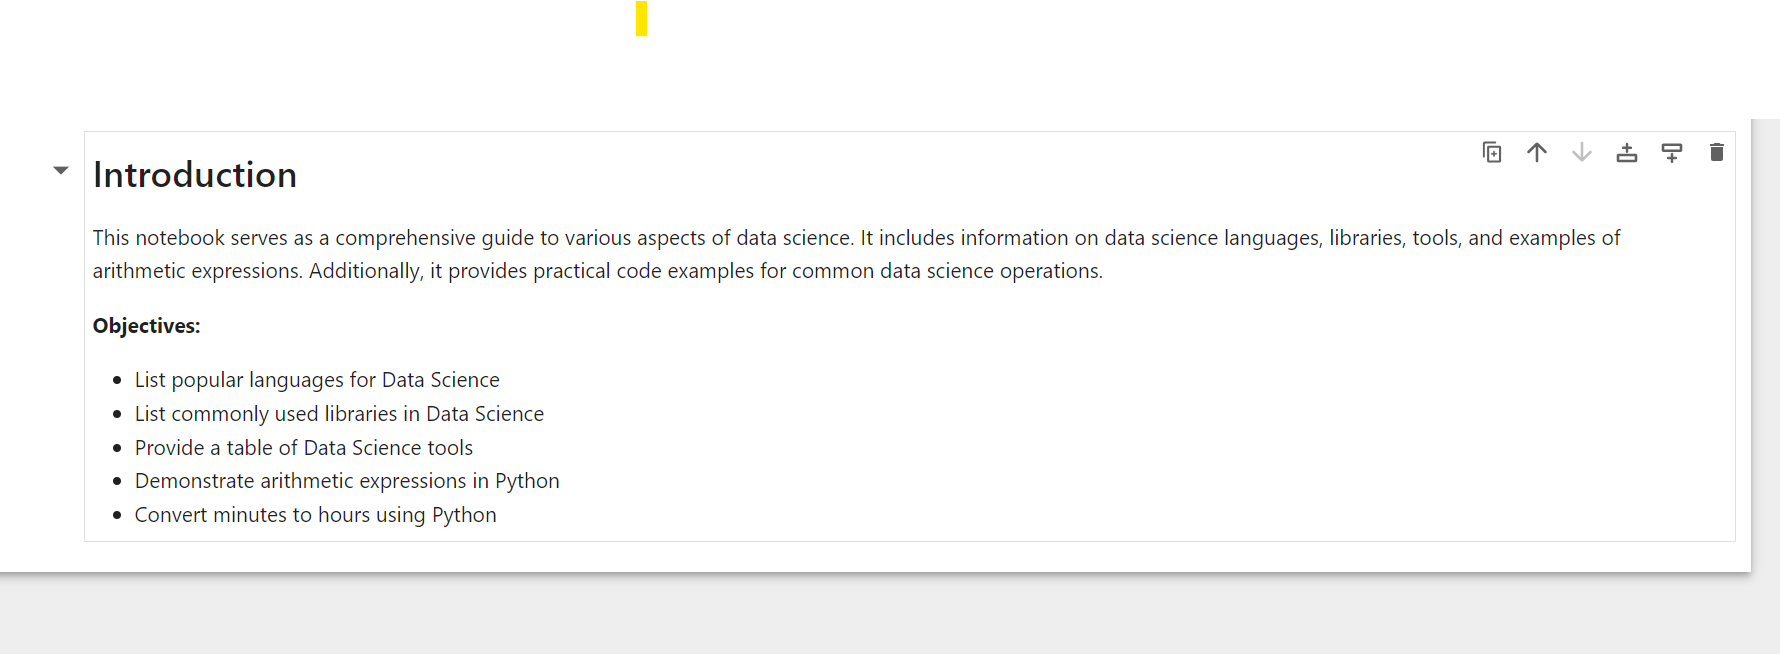 Introduction
This notebook serves as a comprehensive guide to various aspects of data science. It includes information on data science languages, libraries, tools, and examples of
arithmetic expressions. Additionally, it provides practical code examples for common data science operations.
Objectives:
List popular languages for Data Science
List commonly used libraries in Data Science
Provide a table of Data Science tools
Demonstrate arithmetic expressions in Python
Convert minutes to hours using Python